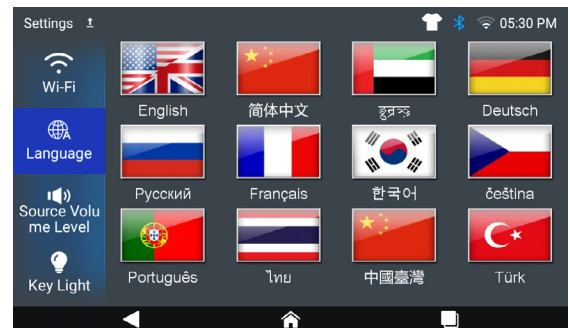 Settings
05:30 PM
Wi-Fi
Language
Source Volu
me Level
Key Light
English
简体中文
Deutsch
Русский
Français
한국어
čeština
Português
ไทย
中國臺灣
Türk